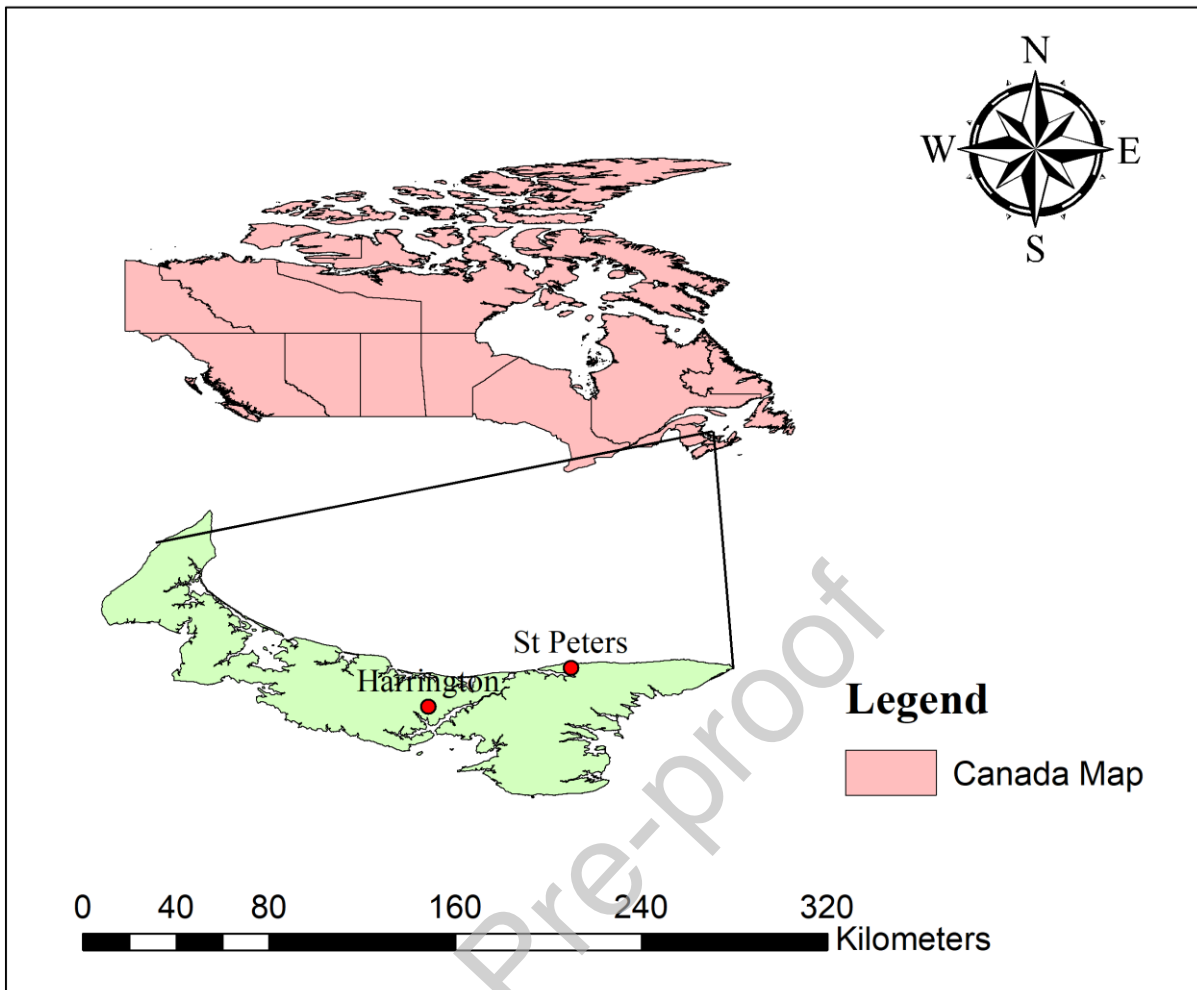 N
W E
S
St Peters
Harrington
Legend
Canada Map
0 40 80 160 240 320
Kilometers
Pre-proof